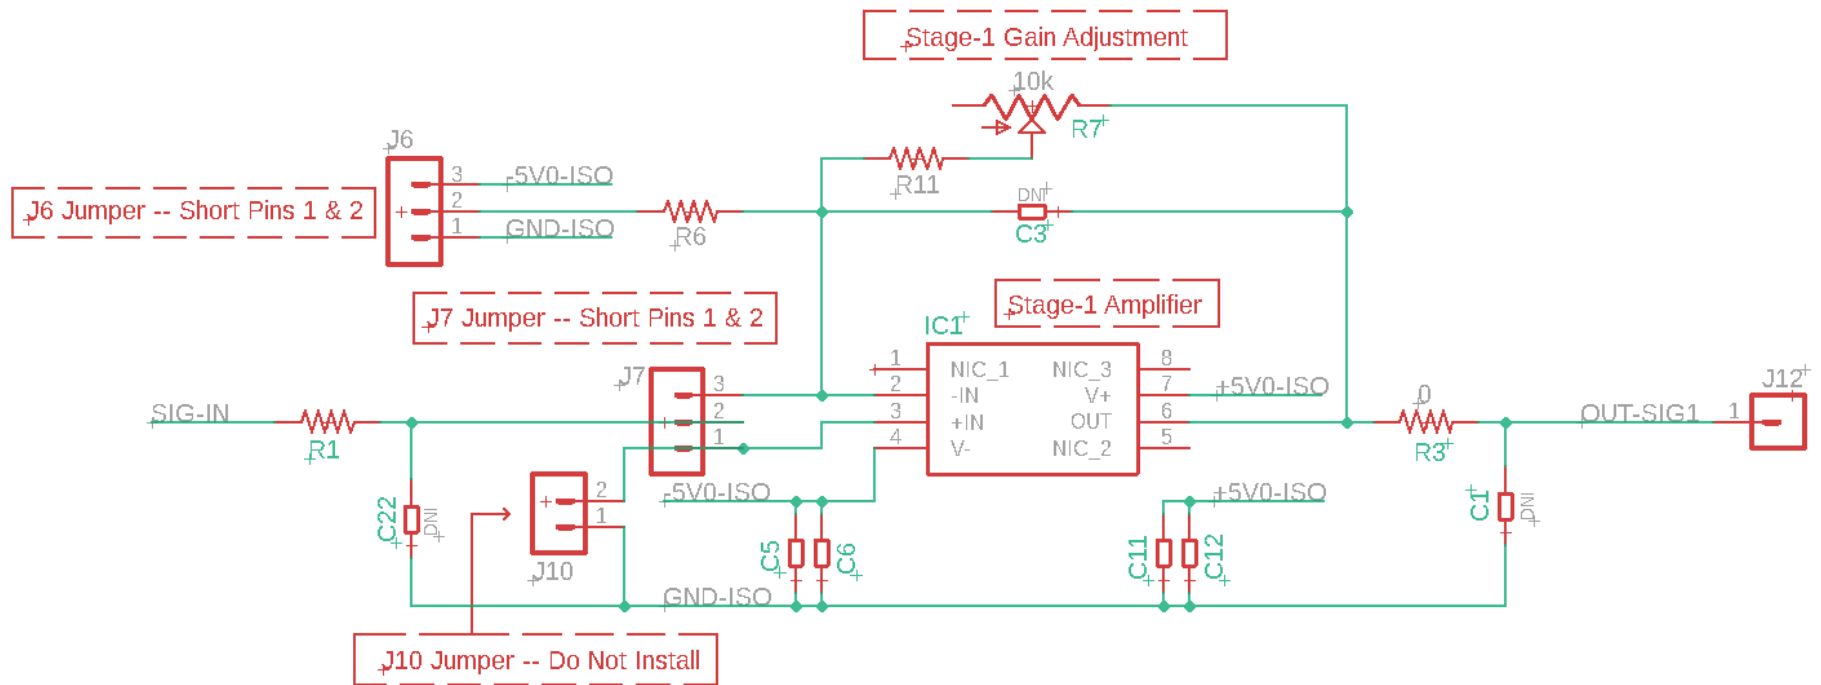 Stage-1 Gain Adjustment
10k
R7
J6
3
-5V0-ISO
R11
DNI
J6 Jumper -- Short Pins 1 & 2
2
1
GND-ISO
R6
C3
J7 Jumper -- Short Pins 1 & 2
Stage-1 Amplifier
IC1
J7
3
2
1
1
2
3
4
NIC_1
-IN
+IN
V-
NIC_3
V+
OUT
NIC_2
8
7
6
5
+5V0-ISO
0
R3
OUT-SIG1
J12
1
SIG-IN
R1
C22
DNI
2
1
J10
-5V0-ISO
C5
C6
+5V0-ISO
C11
C12
C1
DNI
GND-ISO
J10 Jumper -- Do Not Install